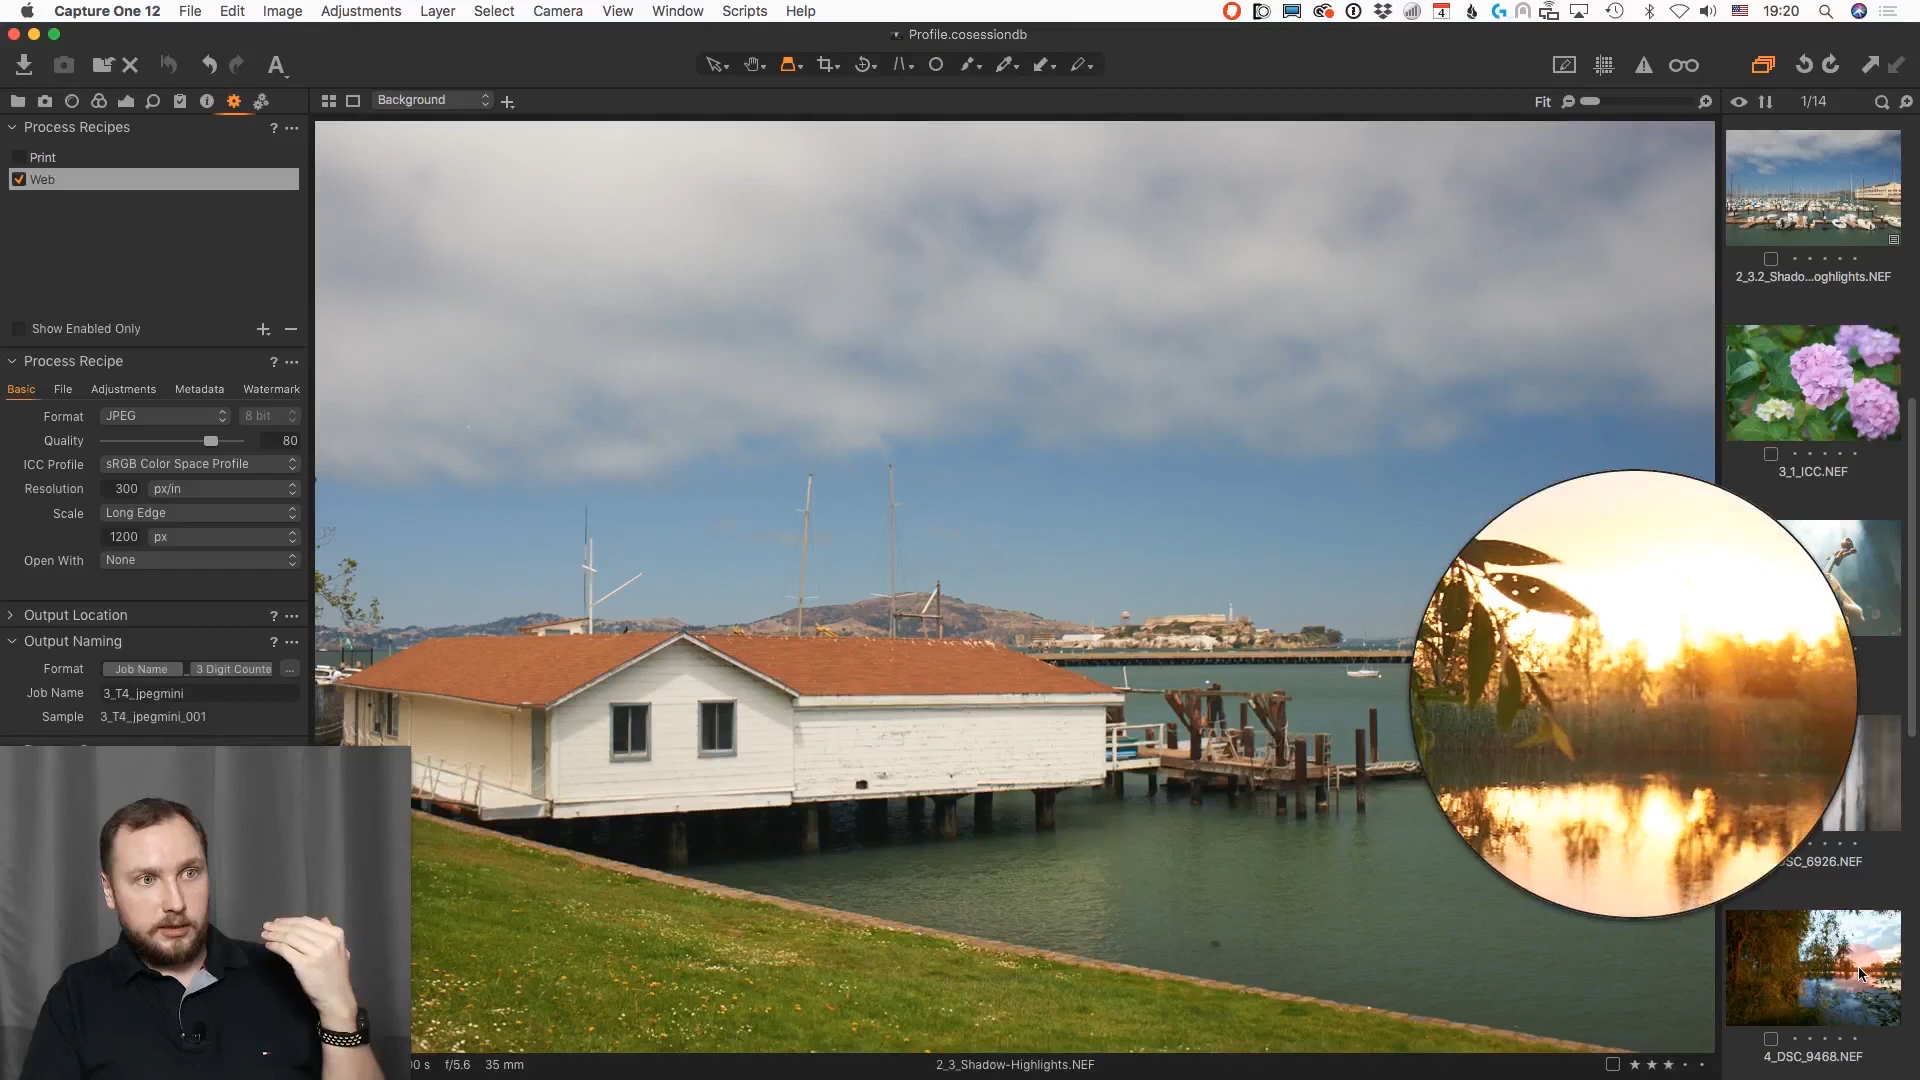 Capture One 12 File Edit Image Adjustments Layer Select Camera View Window Scripts Help
4 19:20
Profile.cosessiondb
A
Background
Fit
1/14
Process Recipes ?
Print
Web
Show Enabled Only
Process Recipe ?
Basic File Adjustments Metadata Watermark
Format JPEG 8 bit
Quality 80
ICC Profile sRGB Color Space Profile
Resolution 300 px/in
Scale Long Edge
1200 px
Open With None
Output Location ?
Output Naming ?
Format Job Name _ 3 Digit Counte ...
Job Name 3_T4_jpegmini
Sample 3_T4_jpegmini_001
2_3.2_Shado...oghlights.NEF
3_1_ICC.NEF
DSC_6926.NEF
4_DSC_9468.NEF
0 s f/5.6 35 mm
2_3_Shadow-Highlights.NEF